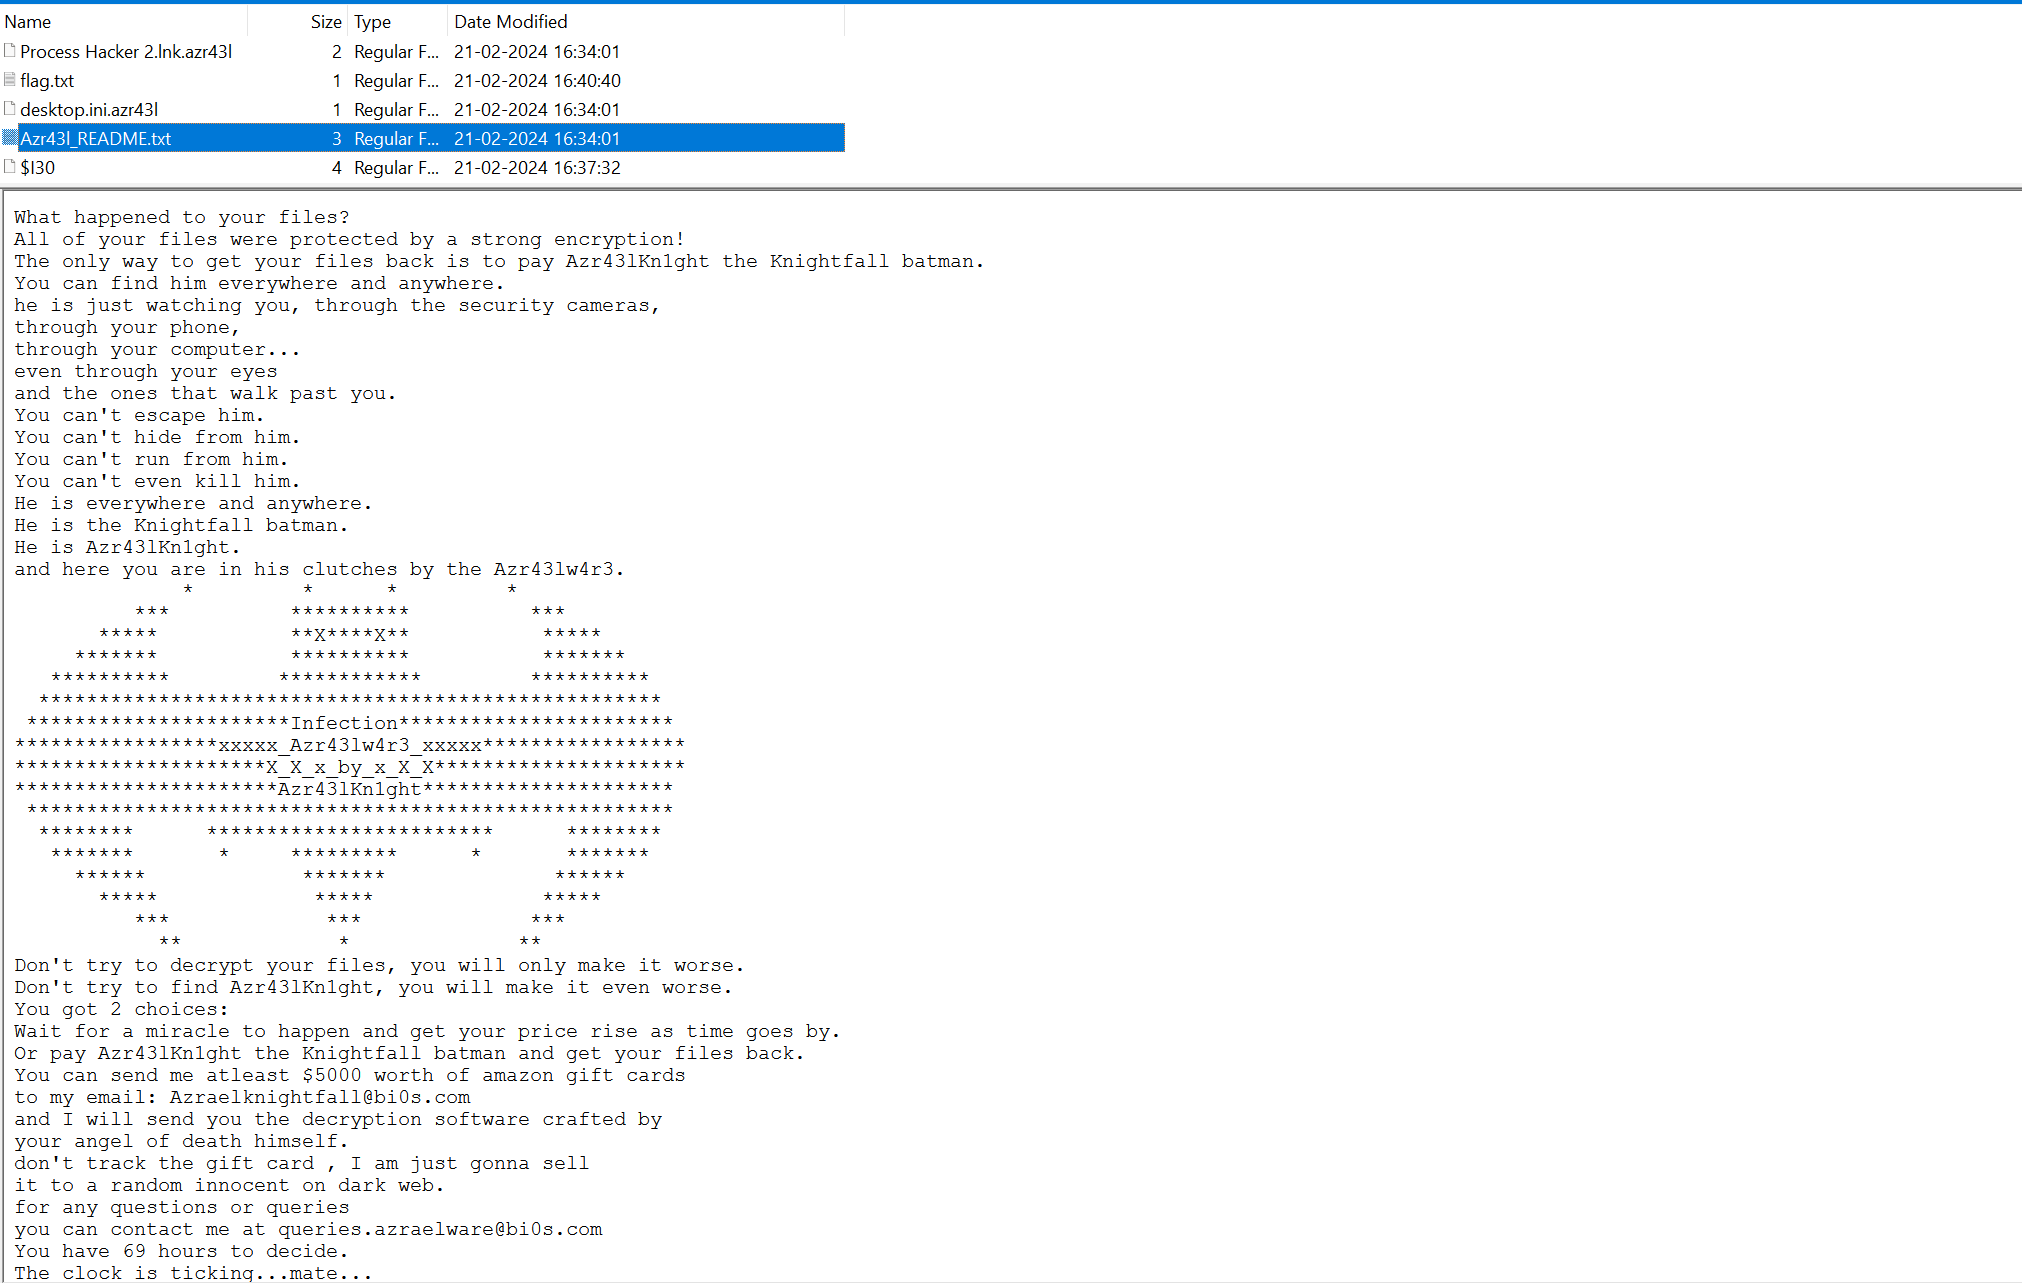 Name Size Type Date Modified
Process Hacker 2.lnk.azr43l 2 Regular F... 21-02-2024 16:34:01
flag.txt 1 Regular F... 21-02-2024 16:40:40
desktop.ini.azr43l 1 Regular F... 21-02-2024 16:34:01
Azr43l_README.txt 3 Regular F... 21-02-2024 16:34:01
$I30 4 Regular F... 21-02-2024 16:37:32
What happened to your files?
All of your files were protected by a strong encryption!
The only way to get your files back is to pay Azr43lKn1ght the Knightfall batman.
You can find him everywhere and anywhere.
he is just watching you, through the security cameras,
through your phone,
through your computer...
even through your eyes
and the ones that walk past you.
You can't escape him.
You can't hide from him.
You can't run from him.
You can't even kill him.
He is everywhere and anywhere.
He is the Knightfall batman.
He is Azr43lKn1ght.
and here you are in his clutches by the Azr43lw4r3.
              *         *      *         *
          ***          **********          ***
       *****           **X****X**           *****
     *******           **********           *******
   **********         ************         **********
  ****************************************************
 **********************Infection***********************
*****************xxxxx_Azr43lw4r3_xxxxx*****************
*********************X_X_x_by_x_X_X*********************
**********************Azr43lKn1ght*********************
 ******************************************************
  ********      ************************      ********
   *******       *     *********      *       *******
     ******             *******              ******
       *****             *****              *****
          ***             ***              ***
            **             *              **
Don't try to decrypt your files, you will only make it worse.
Don't try to find Azr43lKn1ght, you will make it even worse.
You got 2 choices:
Wait for a miracle to happen and get your price rise as time goes by.
Or pay Azr43lKn1ght the Knightfall batman and get your files back.
You can send me atleast $5000 worth of amazon gift cards
to my email: Azraelknightfall@bi0s.com
and I will send you the decryption software crafted by
your angel of death himself.
don't track the gift card , I am just gonna sell
it to a random innocent on dark web.
for any questions or queries
you can contact me at queries.azraelware@bi0s.com
You have 69 hours to decide.
The clock is ticking...mate...